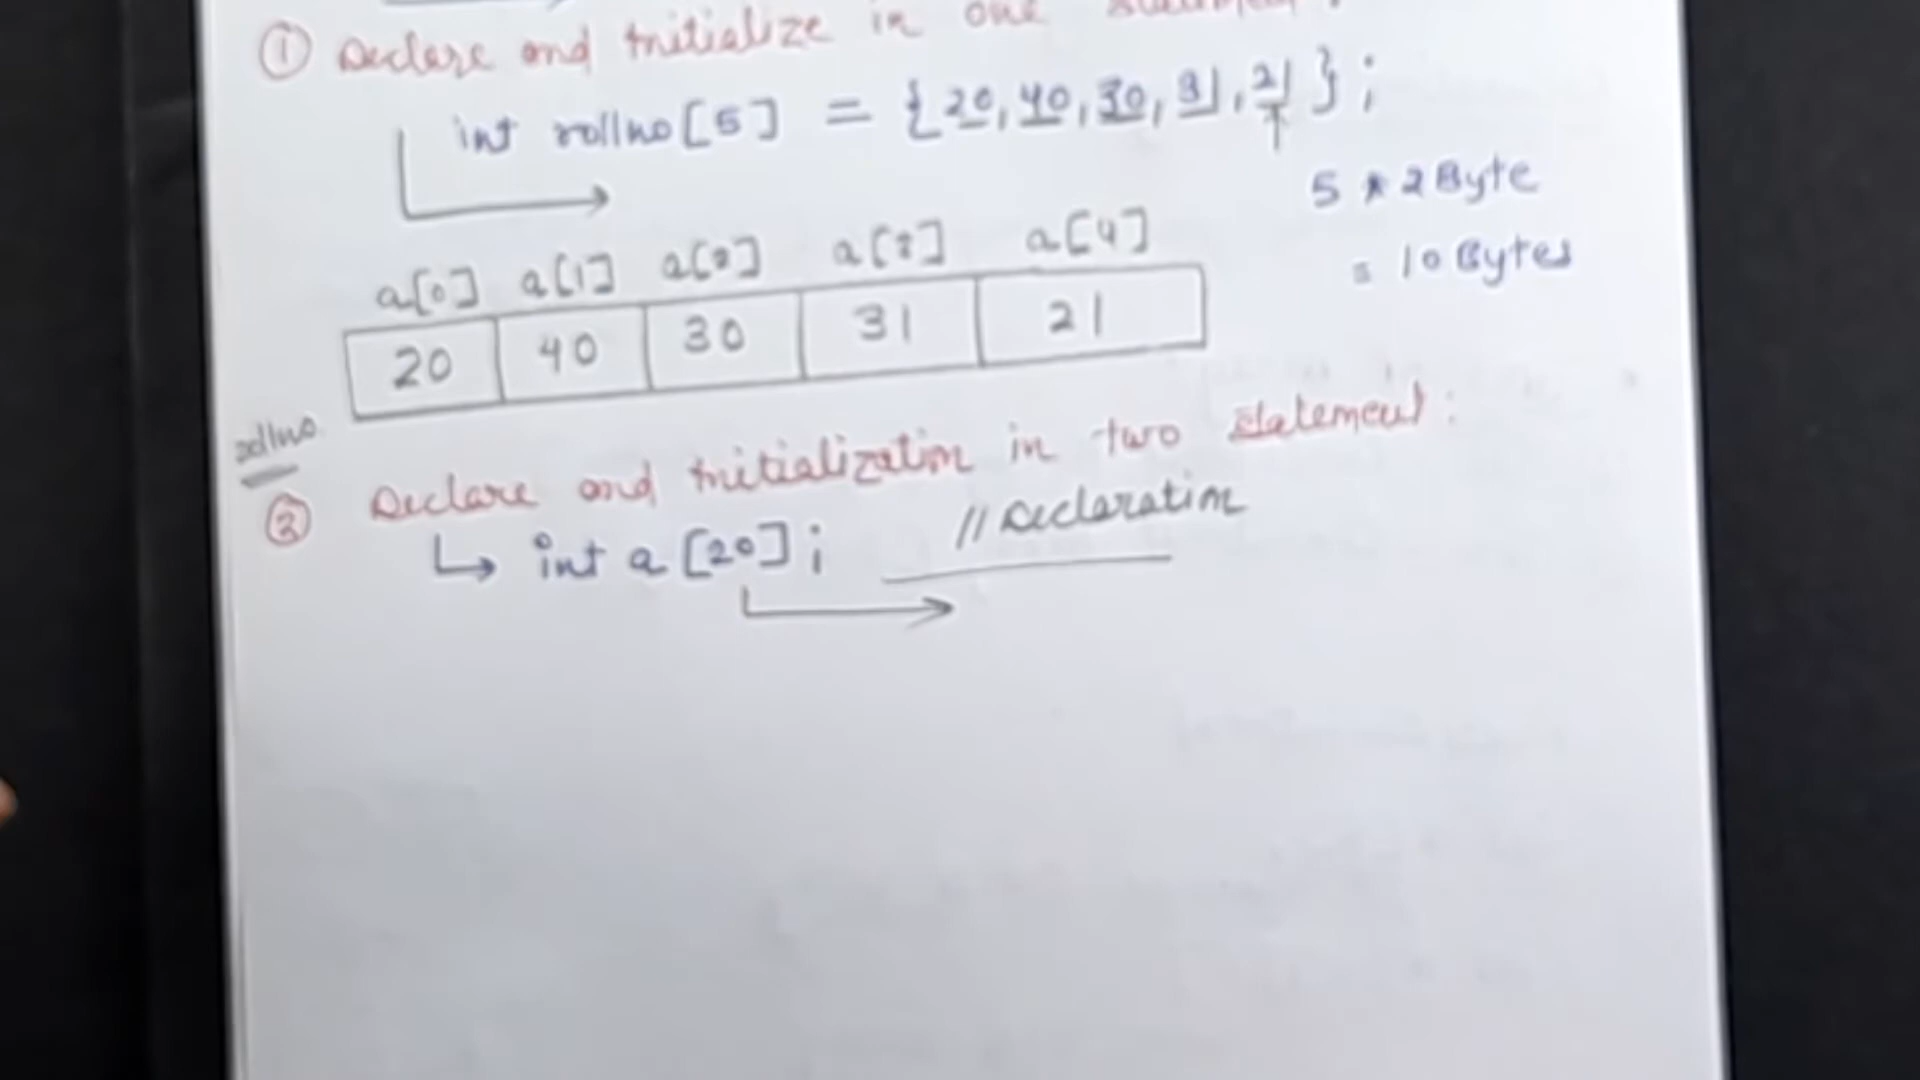 ① Declare and Initialize in one statement:
int rollno[5] = {20, 40, 30, 31, 21};
5 * 2 Byte
= 10 Bytes
a[0] a[1] a[2] a[3] a[4]
20 40 30 31 21
rollno
② Declare and Initialization in two statement:
int a[20]; // Declaration